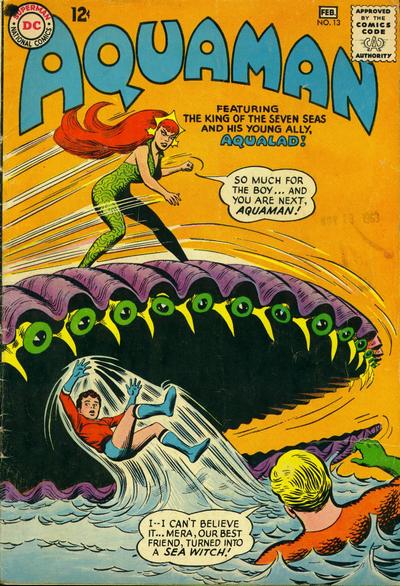 SUPERMAN
DC
NATIONAL COMICS
12¢
FEB.
NO. 13
APPROVED
BY THE
COMICS
CODE
CA
AUTHORITY
AQUAMAN
FEATURING
THE KING OF THE SEVEN SEAS
AND HIS YOUNG ALLY,
AQUALAD!
SO MUCH FOR
THE BOY... AND
YOU ARE NEXT,
AQUAMAN!
I-- I CAN'T BELIEVE
IT... MERA, OUR BEST
FRIEND, TURNED INTO
A SEA WITCH!